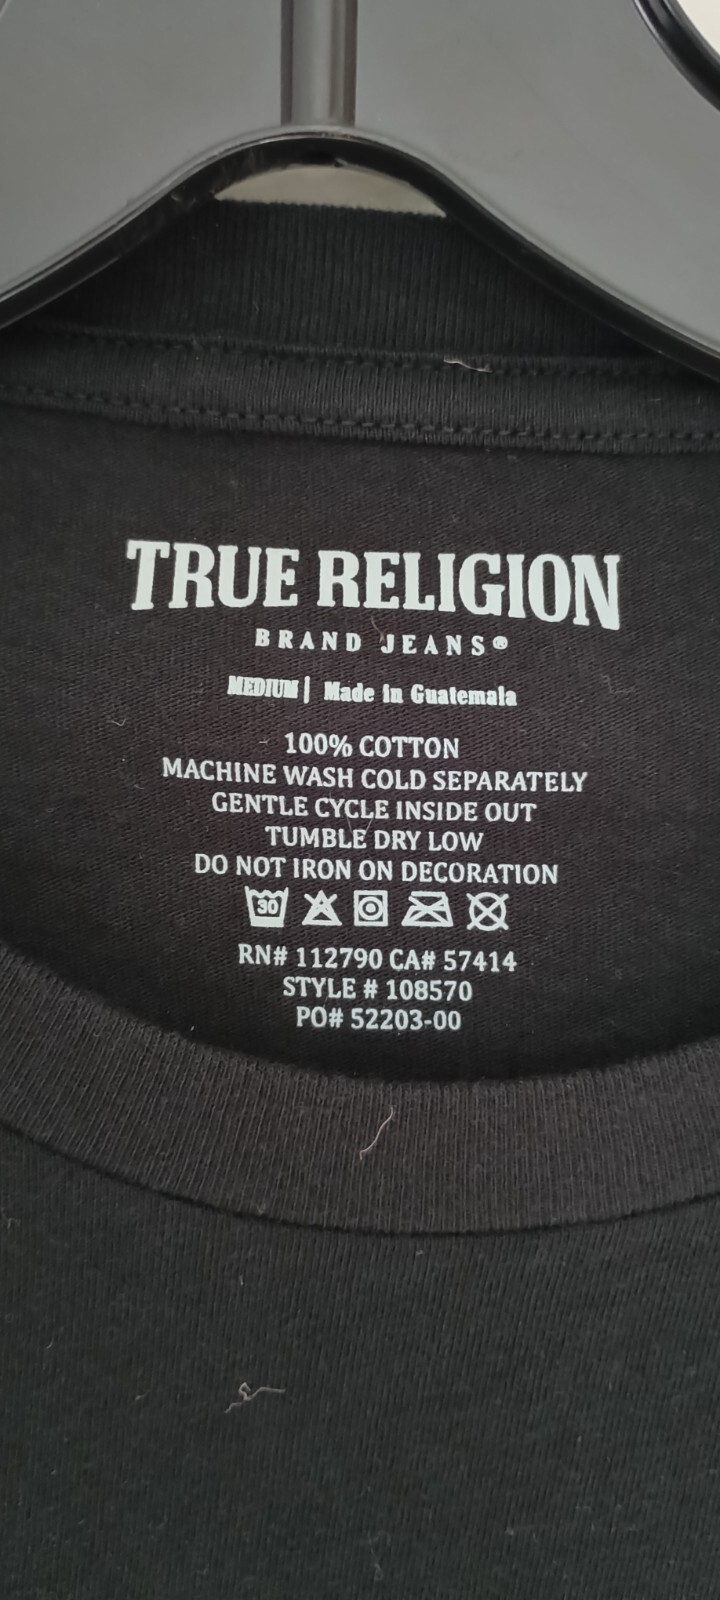 TRUE RELIGION
BRAND JEANS®
MEDIUM | Made in Guatemala
100% COTTON
MACHINE WASH COLD SEPARATELY
GENTLE CYCLE INSIDE OUT
TUMBLE DRY LOW
DO NOT IRON ON DECORATION
30
RN# 112790 CA# 57414
STYLE # 108570
PO# 52203-00